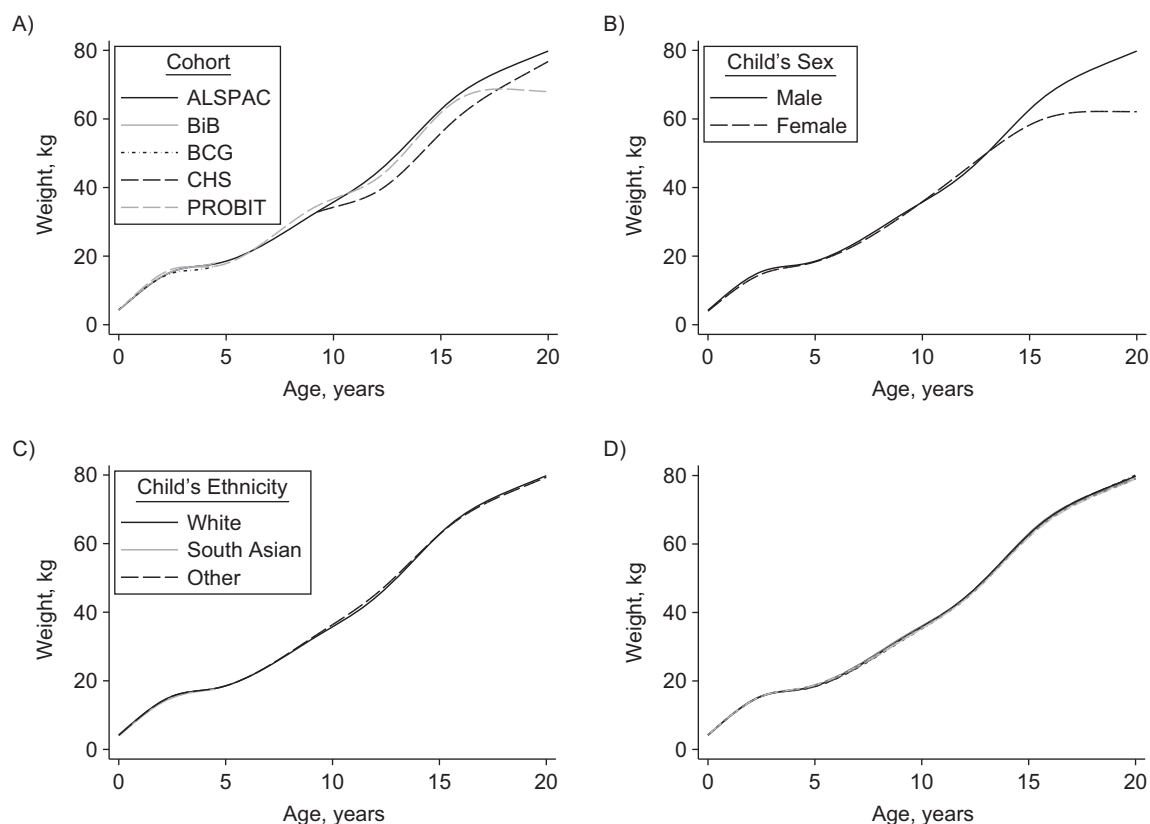 A)
Cohort
ALSPAC
BiB
BCG
CHS
PROBIT
Weight, kg
80
60
40
20
0
0 5 10 15 20
Age, years
B)
Child's Sex
Male
Female
Weight, kg
80
60
40
20
0
0 5 10 15 20
Age, years
C)
Child's Ethnicity
White
South Asian
Other
Weight, kg
80
60
40
20
0
0 5 10 15 20
Age, years
D)
Weight, kg
80
60
40
20
0
0 5 10 15 20
Age, years